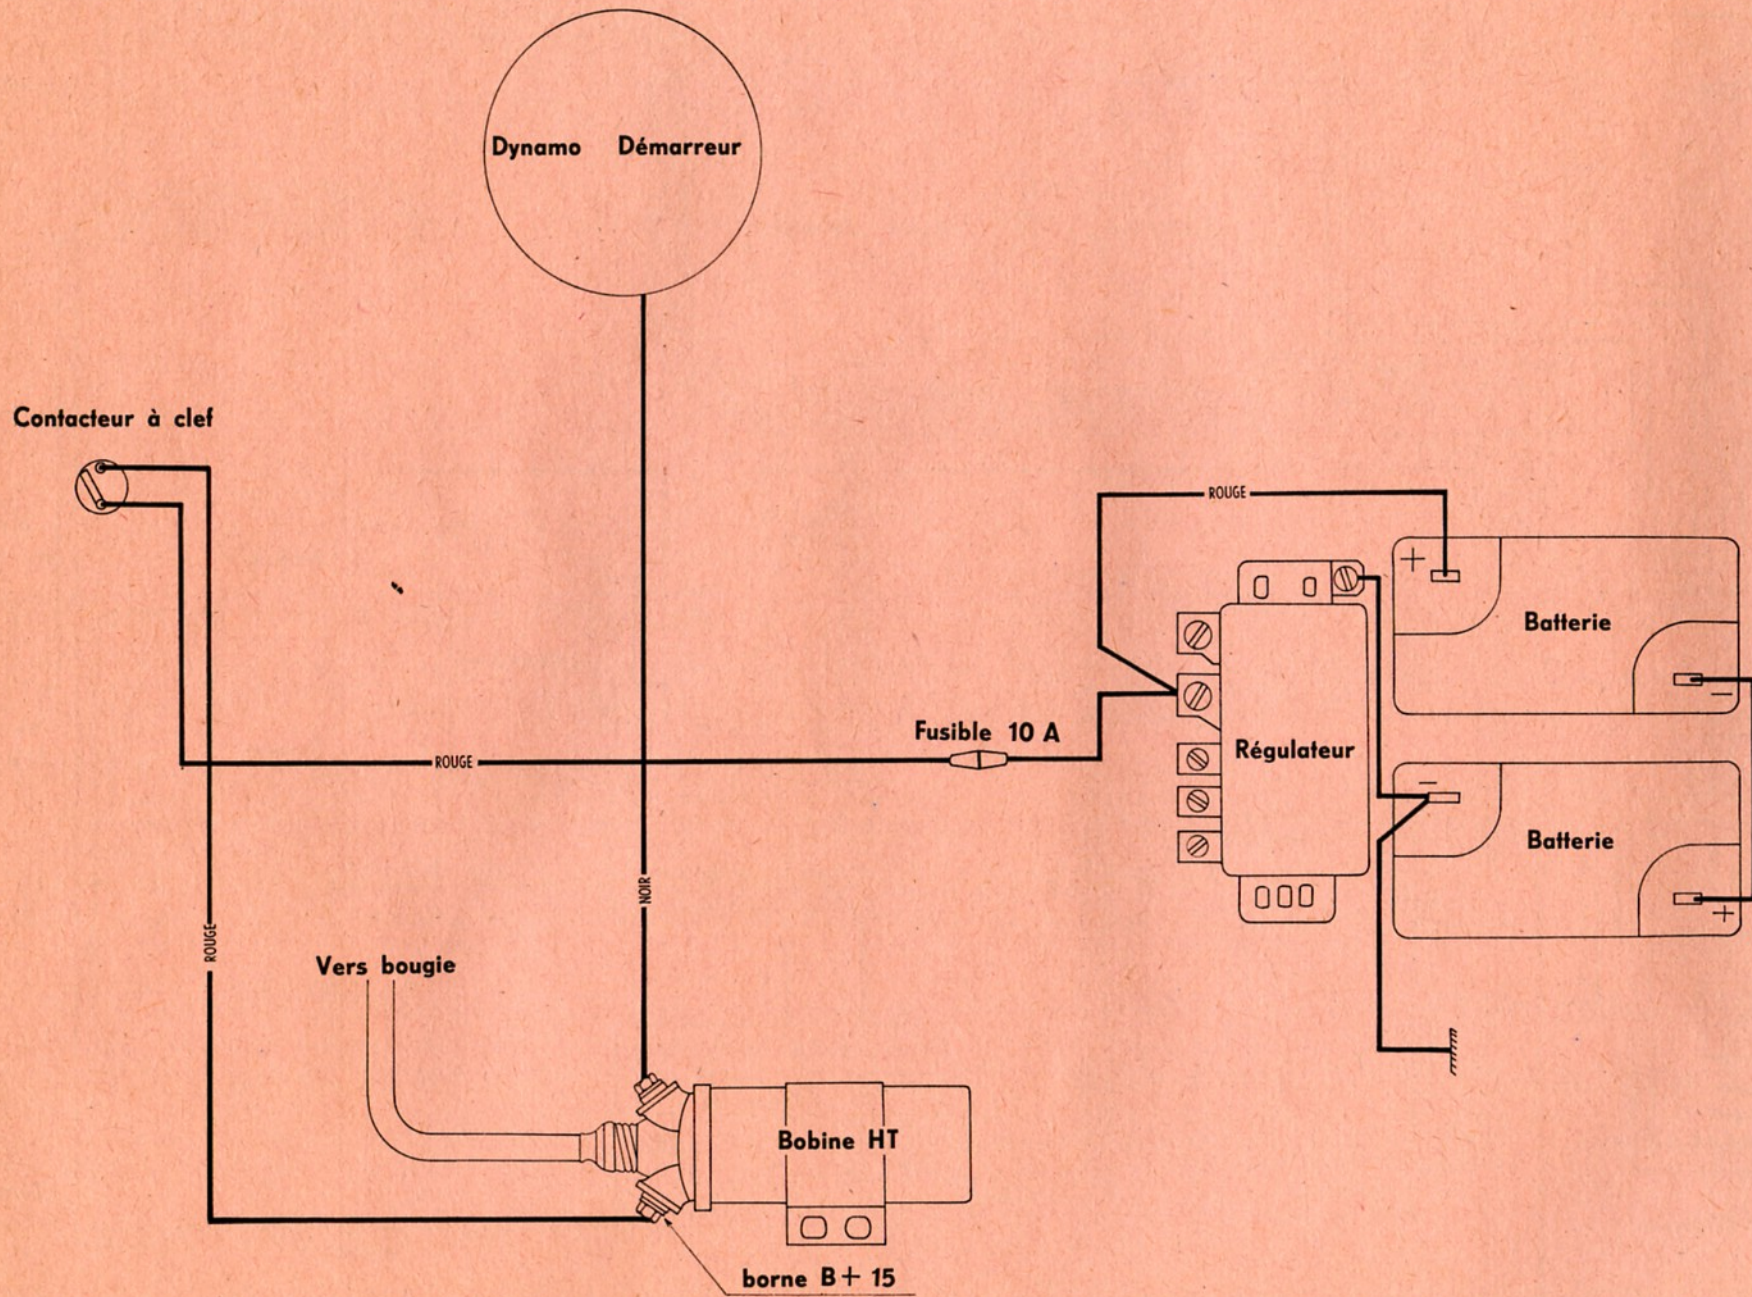 Dynamo Démarreur
Contacteur à clef
ROUGE
+
Batterie
−
Fusible 10 A
Régulateur
ROUGE
−
Batterie
+
NOIR
ROUGE
Vers bougie
Bobine HT
borne B+ 15